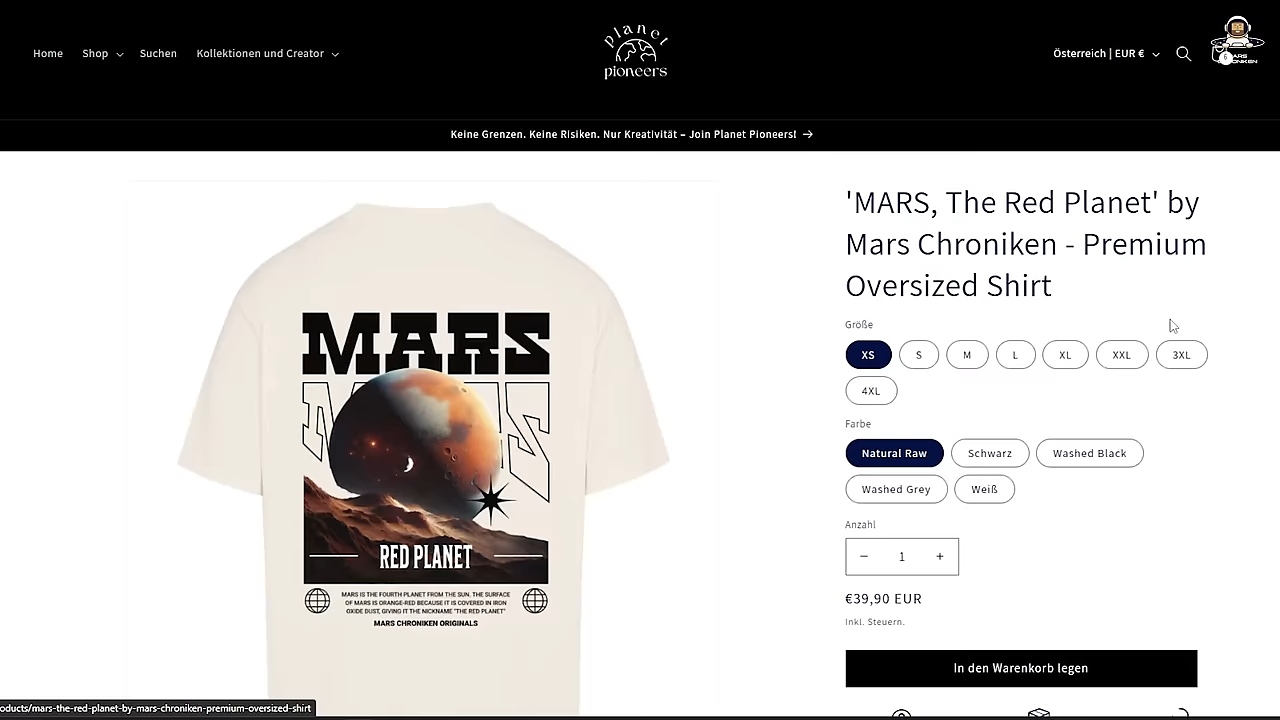 Home
Shop
Suchen
Kollektionen und Creator
planet
pioneers
Österreich | EUR €
6
Keine Grenzen. Keine Risiken. Nur Kreativität – Join Planet Pioneers! →
'MARS, The Red Planet' by
Mars Chroniken - Premium
Oversized Shirt
Größe
XS
S
M
L
XL
XXL
3XL
4XL
Farbe
Natural Raw
Schwarz
Washed Black
Washed Grey
Weiß
Anzahl
− 1 +
€39,90 EUR
Inkl. Steuern.
In den Warenkorb legen
MARS
RED PLANET
MARS IS THE FOURTH PLANET FROM THE SUN. THE SURFACE
OF MARS IS ORANGE-RED BECAUSE IT IS COVERED IN IRON
OXIDE DUST, GIVING IT THE NICKNAME "THE RED PLANET"
MARS CHRONIKEN ORIGINALS
oducts/mars-the-red-planet-by-mars-chroniken-premium-oversized-shirt